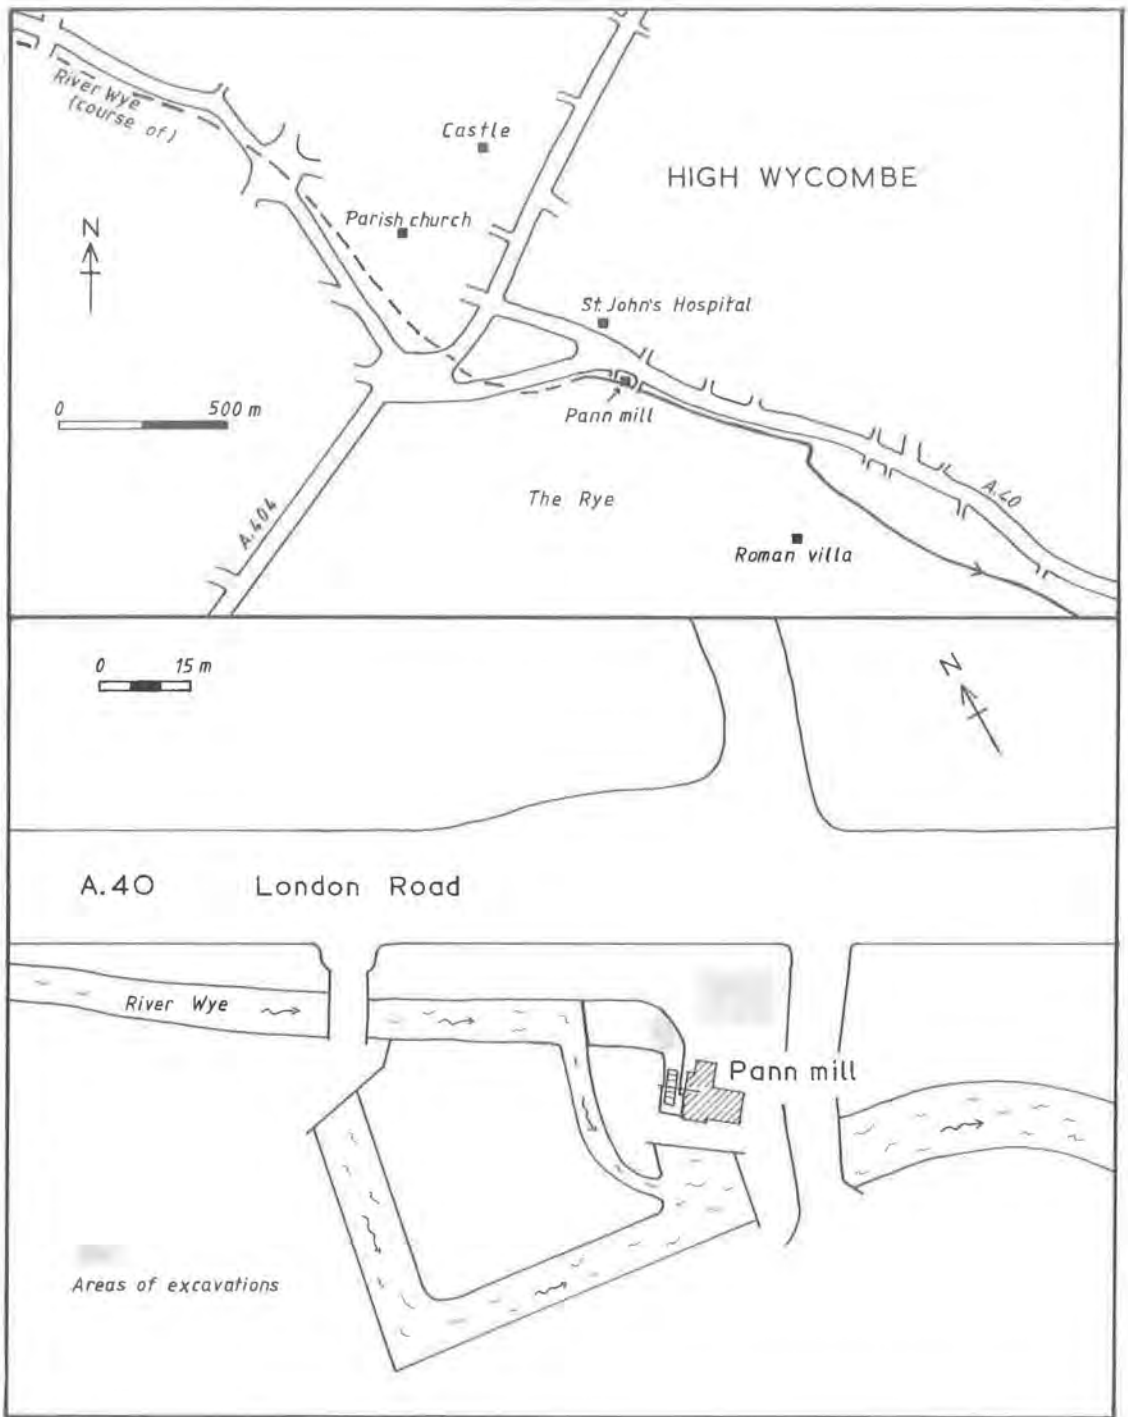 River Wye
(course of)
Castle
HIGH WYCOMBE
Parish church
N
St. John's Hospital
0 500 m
Pann mill
The Rye
A.404
A.40
Roman villa
0 15 m
N
A.40 London Road
River Wye
Pann mill
Areas of excavations